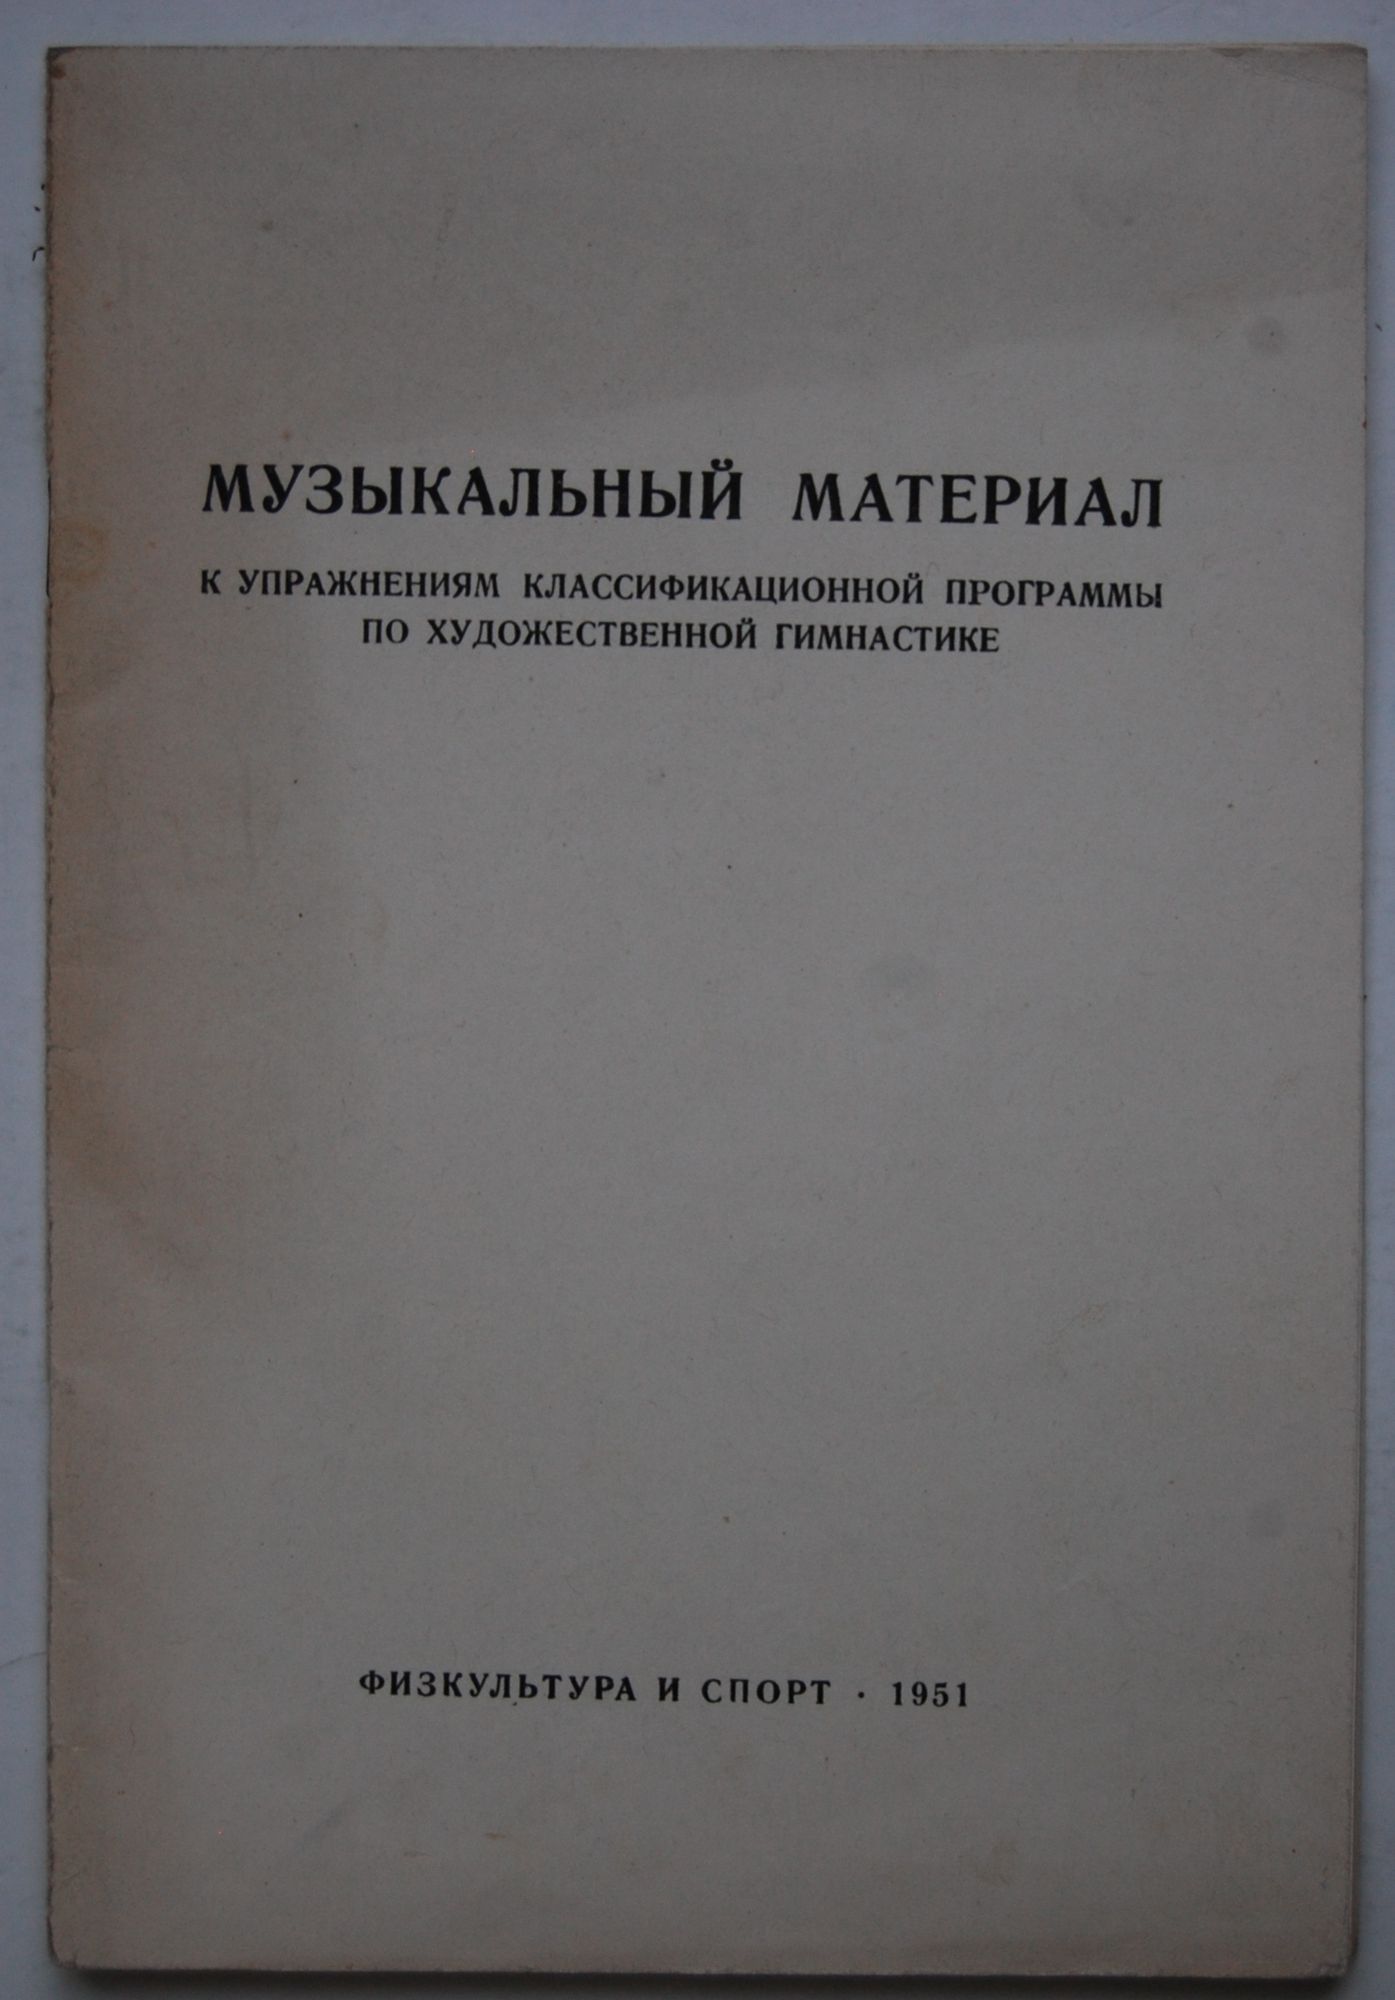 МУЗЫКАЛЬНЫЙ МАТЕРИАЛ
К УПРАЖНЕНИЯМ КЛАССИФИКАЦИОННОЙ ПРОГРАММЫ
ПО ХУДОЖЕСТВЕННОЙ ГИМНАСТИКЕ
ФИЗКУЛЬТУРА И СПОРТ · 1951